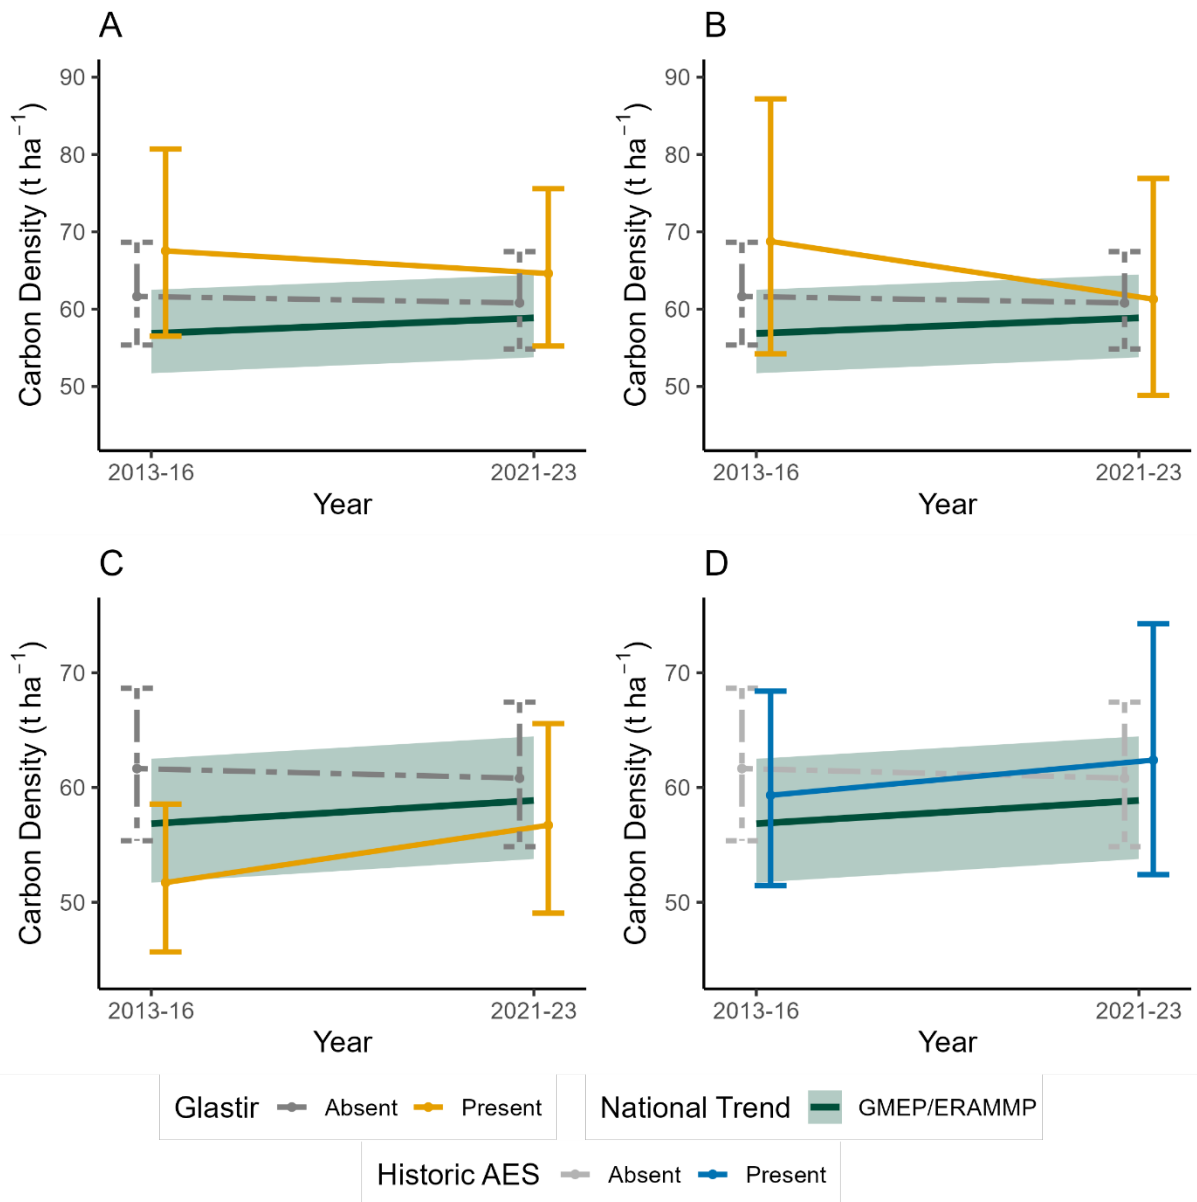 A
Carbon Density (t ha⁻¹)
90
80
70
60
50
2013-16
2021-23
Year
B
Carbon Density (t ha⁻¹)
90
80
70
60
50
2013-16
2021-23
Year
C
Carbon Density (t ha⁻¹)
70
60
50
2013-16
2021-23
Year
D
Carbon Density (t ha⁻¹)
70
60
50
2013-16
2021-23
Year
Glastir Absent Present
National Trend GMEP/ERAMMP
Historic AES Absent Present